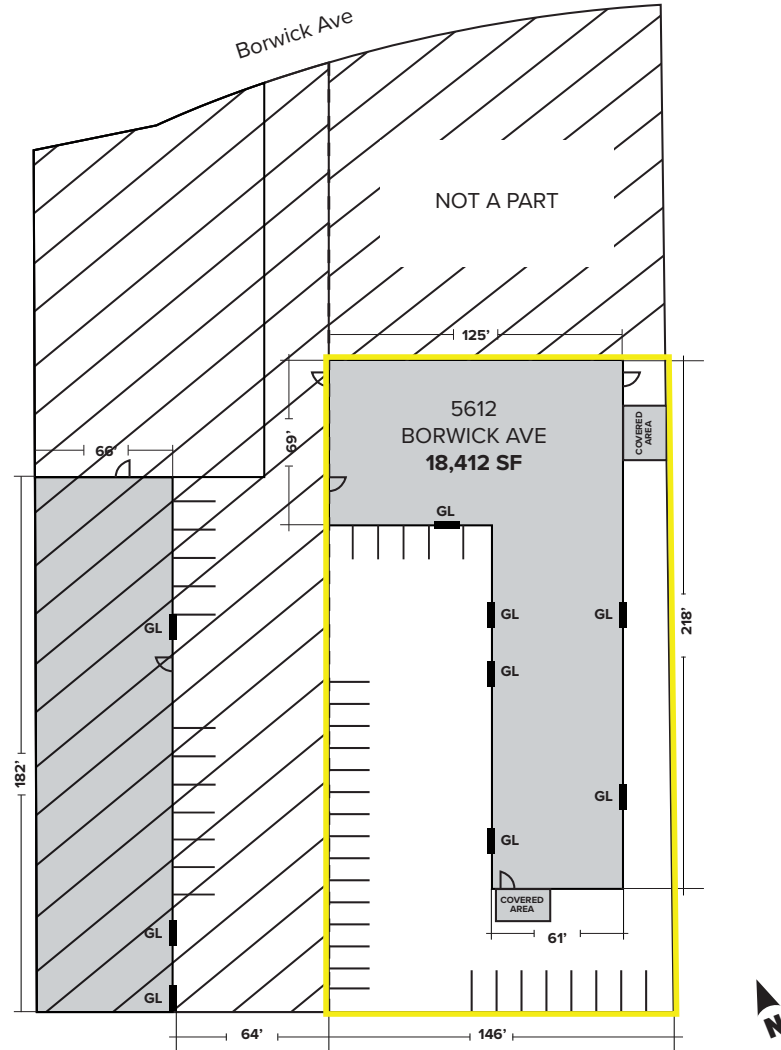 Borwick Ave
NOT A PART
125’
5612
BORWICK AVE
18,412 SF
COVERED
AREA
69’
66’
GL
GL
GL
GL
218’
GL
GL
182’
GL
GL
COVERED
AREA
GL
61’
GL
64’
146’
N